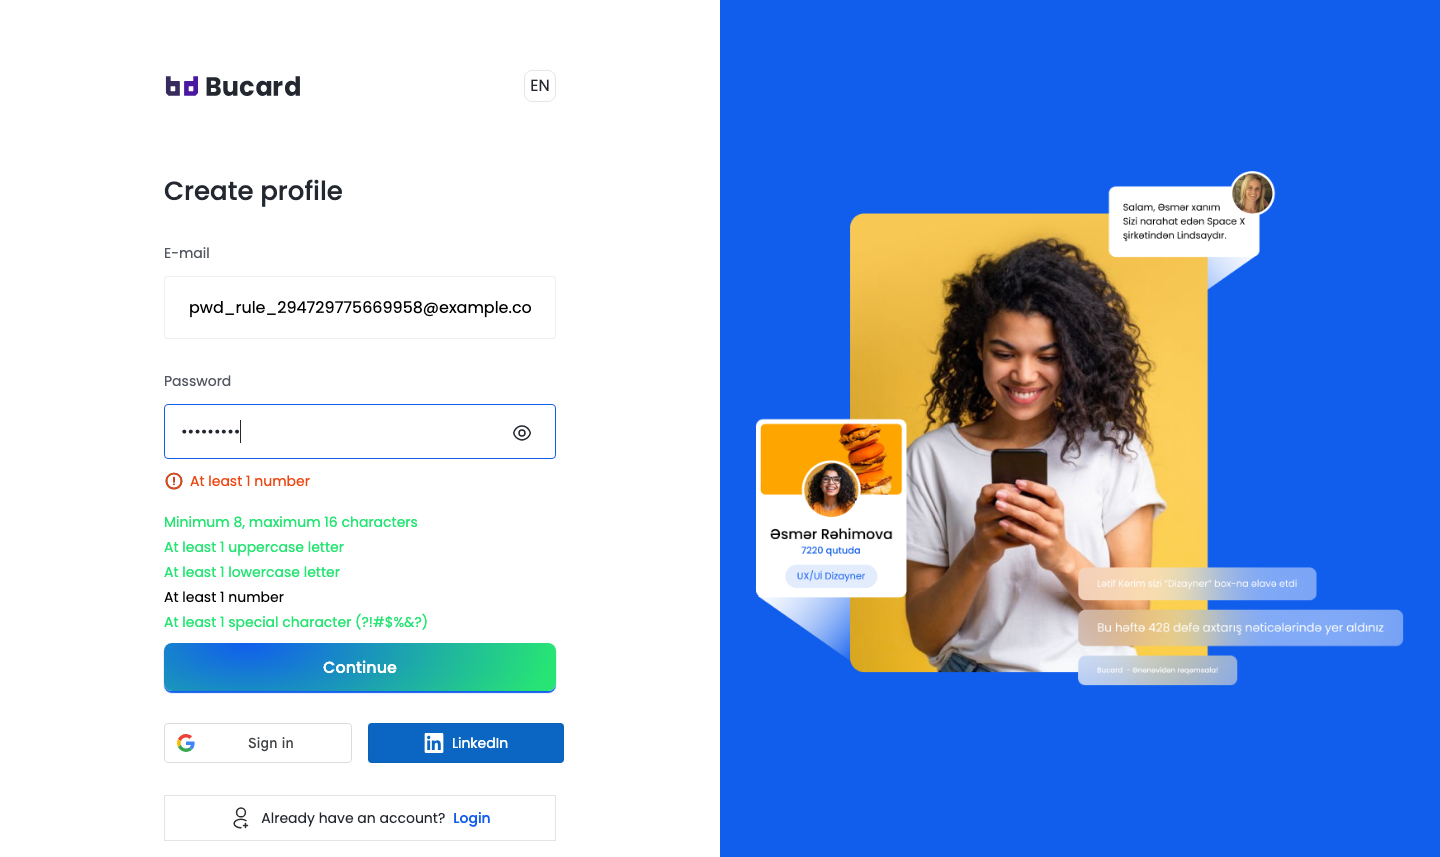 bd Bucard
EN
Create profile
E-mail
pwd_rule_294729775669958@example.co
Password
•••••••••
At least 1 number
Minimum 8, maximum 16 characters
At least 1 uppercase letter
At least 1 lowercase letter
At least 1 number
At least 1 special character (?!#$%&?)
Continue
Sign in
LinkedIn
Already have an account? Login
Salam, Əsmər xanım
Sizi narahat edən Space X
şirkətindən Lindsaydır.
Əsmər Rəhimova
7220 qutuda
UX/Uİ Dizayner
Lətif Kərim sizi “Dizayner” box-na əlavə etdi
Bu həftə 428 dəfə axtarış nəticələrində yer aldınız
Bucard - Ənənəvidən rəqəmsala!